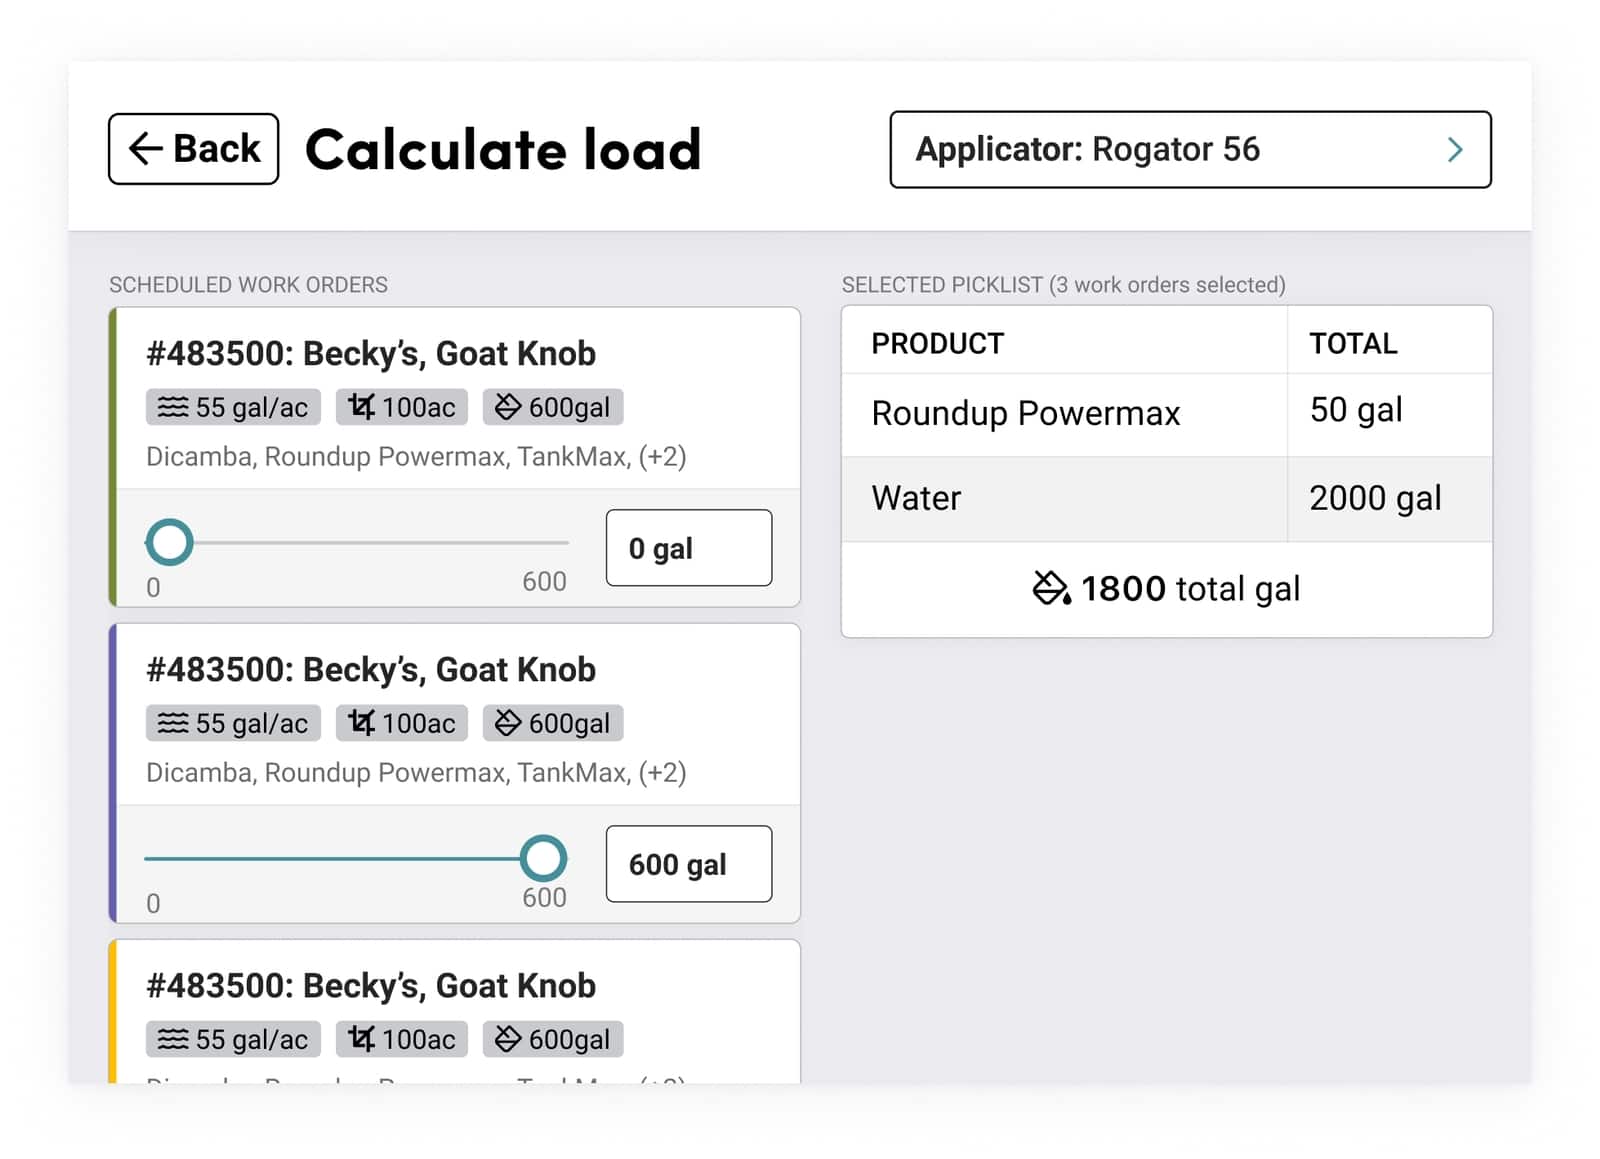 Back
Calculate load
Applicator: Rogator 56
SCHEDULED WORK ORDERS
#483500: Becky’s, Goat Knob
55 gal/ac 100ac 600gal
Dicamba, Roundup Powermax, TankMax, (+2)
0 600
0 gal
#483500: Becky’s, Goat Knob
55 gal/ac 100ac 600gal
Dicamba, Roundup Powermax, TankMax, (+2)
0 600
600 gal
#483500: Becky’s, Goat Knob
55 gal/ac 100ac 600gal
SELECTED PICKLIST (3 work orders selected)
PRODUCT TOTAL
Roundup Powermax 50 gal
Water 2000 gal
1800 total gal